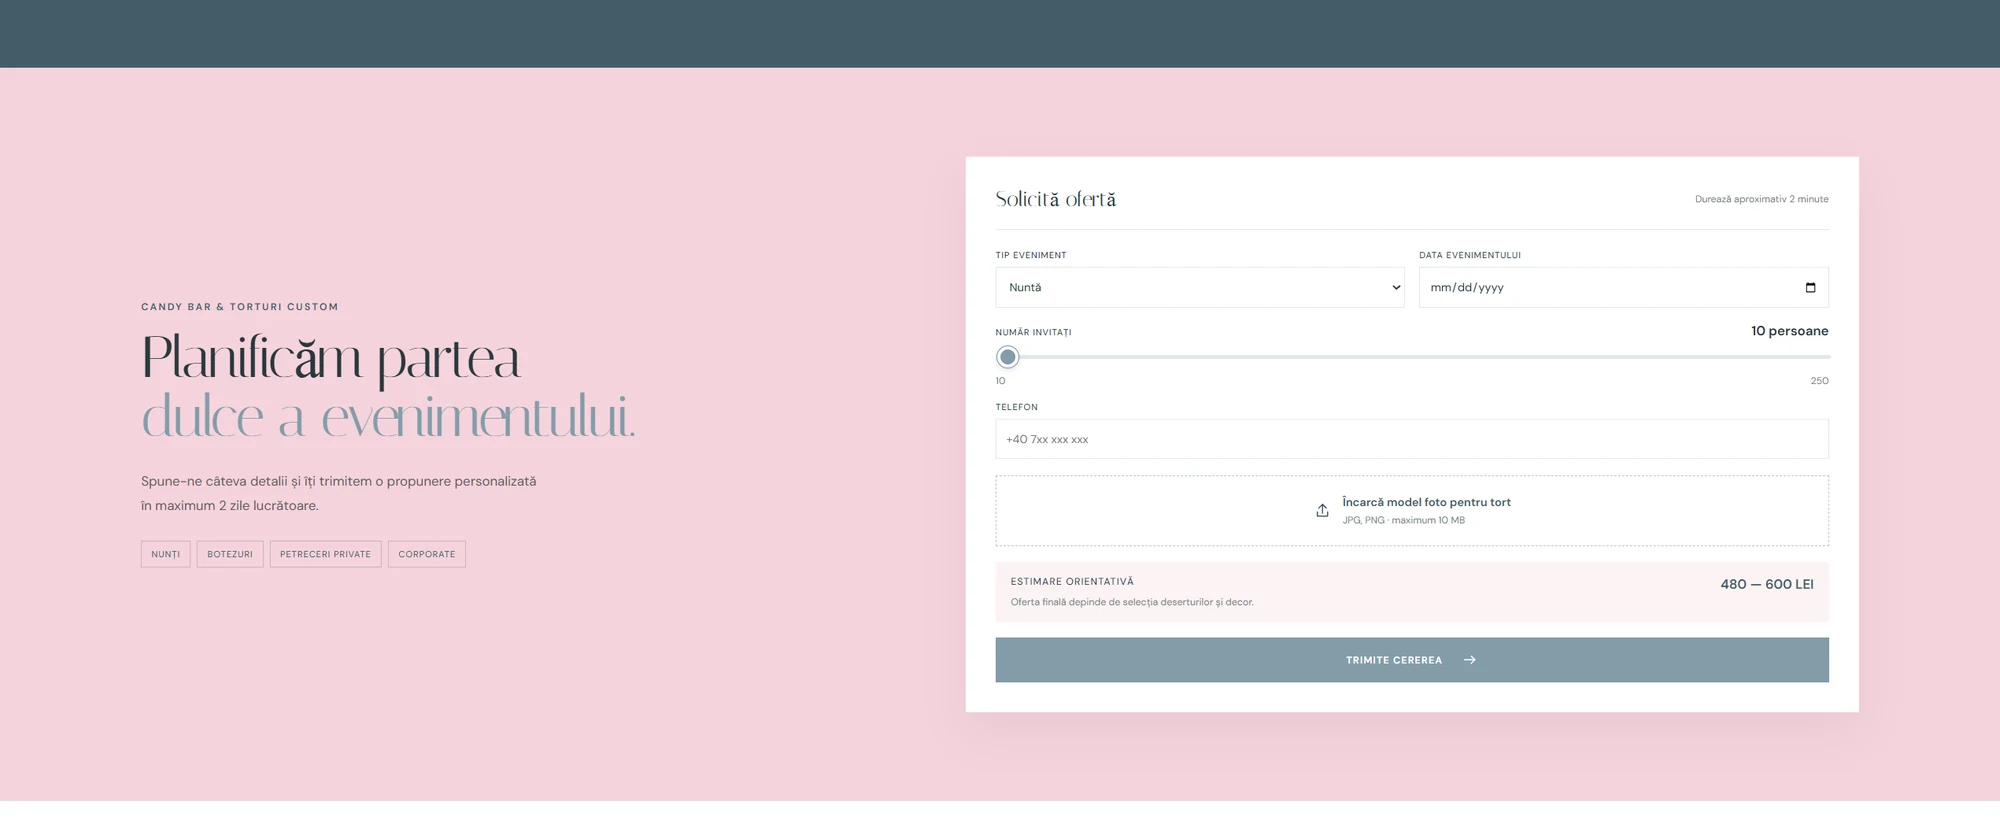 CANDY BAR & TORTURI CUSTOM
Planificăm partea
dulce a evenimentului.
Spune-ne câteva detalii și îți trimitem o propunere personalizată
în maximum 2 zile lucrătoare.
NUNȚI BOTEZURI PETRECERI PRIVATE CORPORATE
Solicită ofertă
Durează aproximativ 2 minute
TIP EVENIMENT
Nuntă
DATA EVENIMENTULUI
mm/dd/yyyy
NUMĂR INVITAȚI
10 persoane
10
250
TELEFON
+40 7xx xxx xxx
Încarcă model foto pentru tort
JPG, PNG · maximum 10 MB
ESTIMARE ORIENTATIVĂ
480 — 600 LEI
Oferta finală depinde de selecția deserturilor și decor.
TRIMITE CEREREA →